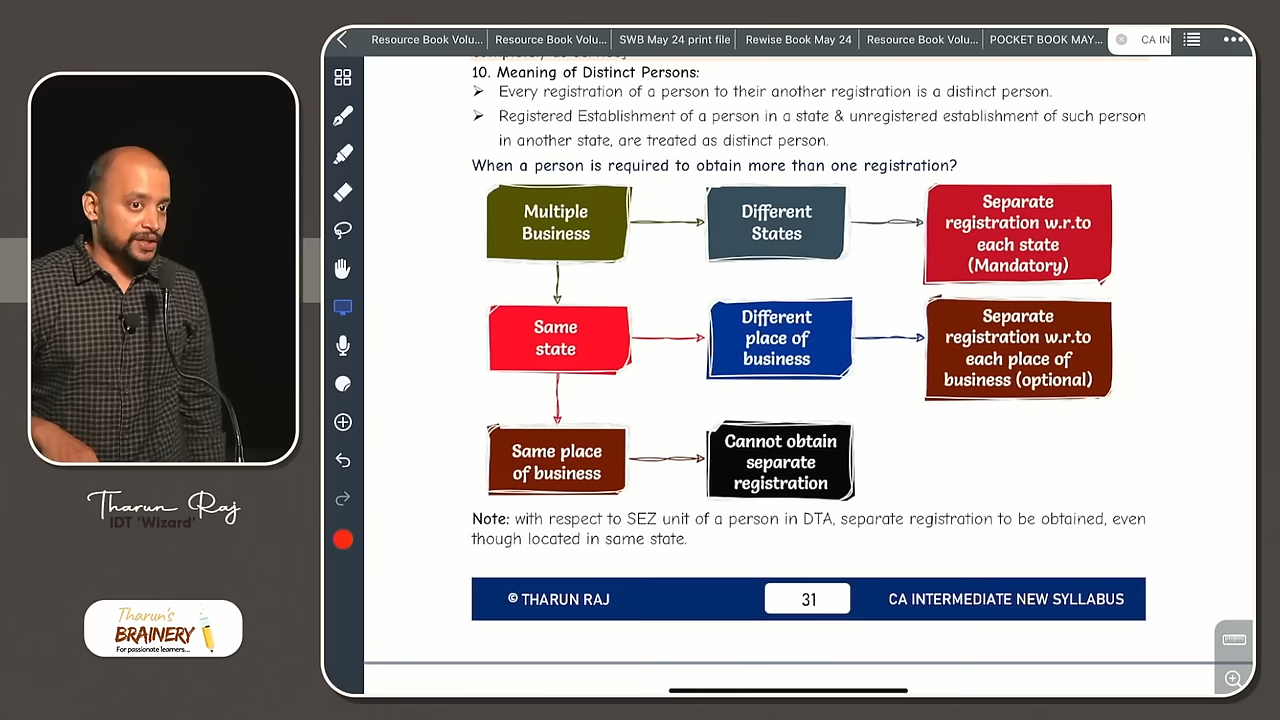 Resource Book Volu...
Resource Book Volu...
SWB May 24 print file
Rewise Book May 24
Resource Book Volu...
POCKET BOOK MAY...
CA IN
10. Meaning of Distinct Persons:
➤ Every registration of a person to their another registration is a distinct person.
➤ Registered Establishment of a person in a state & unregistered establishment of such person
in another state, are treated as distinct person.
When a person is required to obtain more than one registration?
Multiple
Business
Different
States
Separate
registration w.r.to
each state
(Mandatory)
Same
state
Different
place of
business
Separate
registration w.r.to
each place of
business (optional)
Same place
of business
Cannot obtain
separate
registration
Note: with respect to SEZ unit of a person in DTA, separate registration to be obtained, even
though located in same state.
© THARUN RAJ
31
CA INTERMEDIATE NEW SYLLABUS
Tharun Raj
IDT 'Wizard'
Tharun's
BRAINERY
For passionate learners...